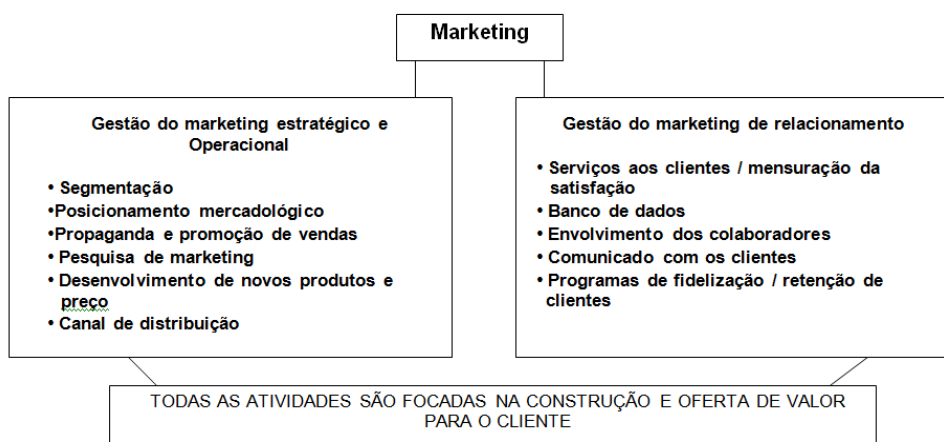 Marketing
Gestão do marketing estratégico e
Operacional
• Segmentação
•Posicionamento mercadológico
•Propaganda e promoção de vendas
• Pesquisa de marketing
• Desenvolvimento de novos produtos e
preço
• Canal de distribuição
Gestão do marketing de relacionamento
• Serviços aos clientes / mensuração da
satisfação
• Banco de dados
• Envolvimento dos colaboradores
• Comunicado com os clientes
• Programas de fidelização / retenção de
clientes
TODAS AS ATIVIDADES SÃO FOCADAS NA CONSTRUÇÃO E OFERTA DE VALOR
PARA O CLIENTE